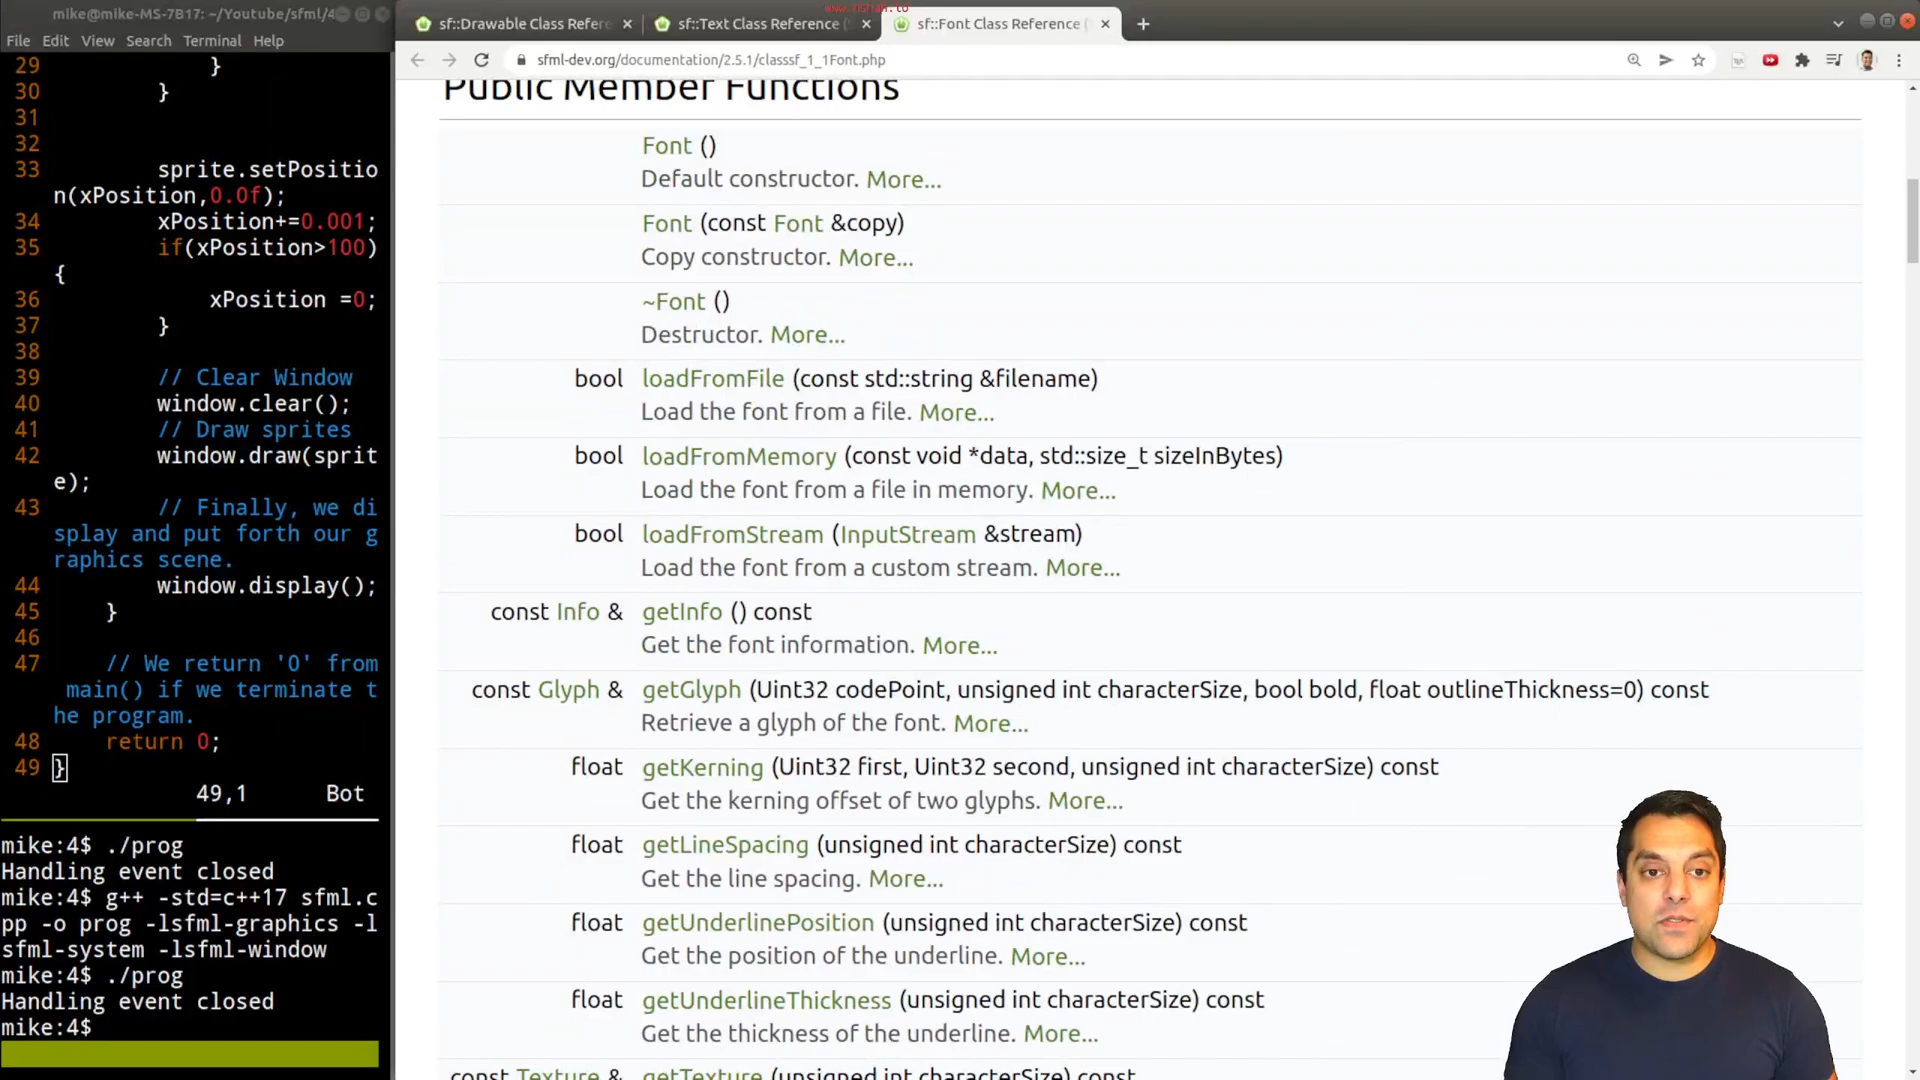 www.rshah.to
mike@mike-MS-7B17: ~/Youtube/sfml/4
File Edit View Search Terminal Help
29 }
30 }
31
32
33 sprite.setPositio
n(xPosition,0.0f);
34 xPosition+=0.001;
35 if(xPosition>100)
{
36 xPosition =0;
37 }
38
39 // Clear Window
40 window.clear();
41 // Draw sprites
42 window.draw(sprit
e);
43 // Finally, we di
splay and put forth our g
raphics scene.
44 window.display();
45 }
46
47 // We return '0' from
main() if we terminate t
he program.
48 return 0;
49 }
49,1 Bot
mike:4$ ./prog
Handling event closed
mike:4$ g++ -std=c++17 sfml.c
pp -o prog -lsfml-graphics -l
sfml-system -lsfml-window
mike:4$ ./prog
Handling event closed
mike:4$
sf::Drawable Class Refere sf::Text Class Reference ( sf::Font Class Reference (
sfml-dev.org/documentation/2.5.1/classsf_1_1Font.php
Public Member Functions
Font ()
Default constructor. More...
Font (const Font &copy)
Copy constructor. More...
~Font ()
Destructor. More...
bool loadFromFile (const std::string &filename)
Load the font from a file. More...
bool loadFromMemory (const void *data, std::size_t sizeInBytes)
Load the font from a file in memory. More...
bool loadFromStream (InputStream &stream)
Load the font from a custom stream. More...
const Info & getInfo () const
Get the font information. More...
const Glyph & getGlyph (Uint32 codePoint, unsigned int characterSize, bool bold, float outlineThickness=0) const
Retrieve a glyph of the font. More...
float getKerning (Uint32 first, Uint32 second, unsigned int characterSize) const
Get the kerning offset of two glyphs. More...
float getLineSpacing (unsigned int characterSize) const
Get the line spacing. More...
float getUnderlinePosition (unsigned int characterSize) const
Get the position of the underline. More...
float getUnderlineThickness (unsigned int characterSize) const
Get the thickness of the underline. More...
const Texture & getTexture (unsigned int characterSize) const